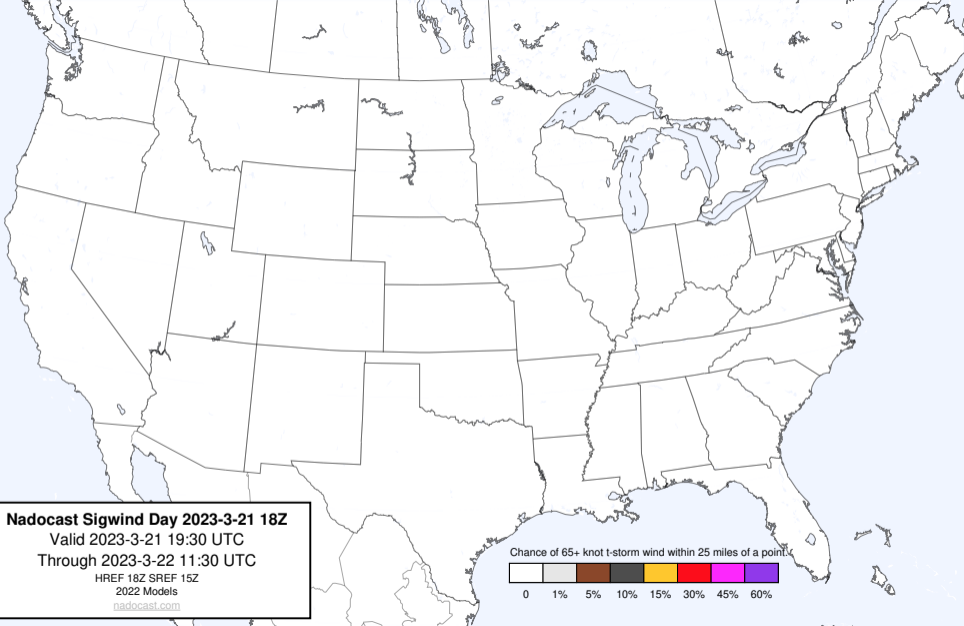 Nadocast Sigwind Day 2023-3-21 18Z
Valid 2023-3-21 19:30 UTC
Through 2023-3-22 11:30 UTC
HREF 18Z SREF 15Z
2022 Models
nadocast.com
Chance of 65+ knot t-storm wind within 25 miles of a point.
0 1% 5% 10% 15% 30% 45% 60%